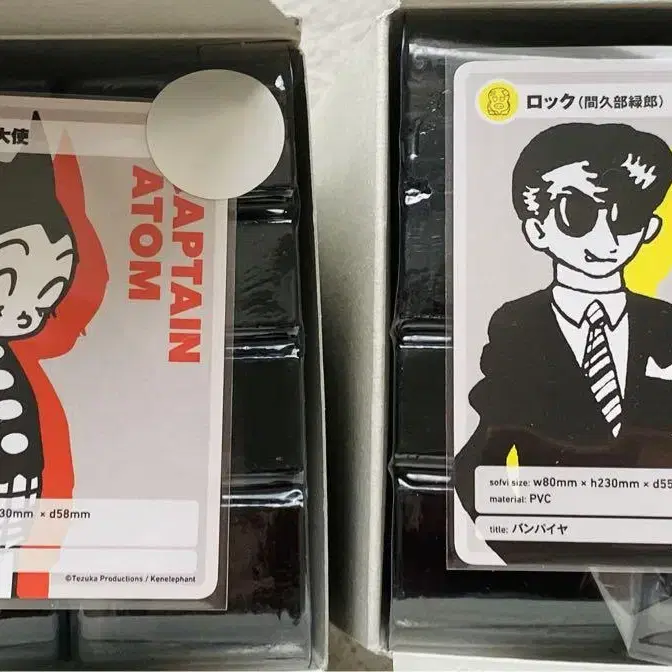 大使
CAPTAIN
ATOM
30mm × d58mm
©Tezuka Productions / Kenelephant
ロック(間久部緑郎)
sofvi size: w80mm × h230mm × d55
material: PVC
title: バンパイヤ